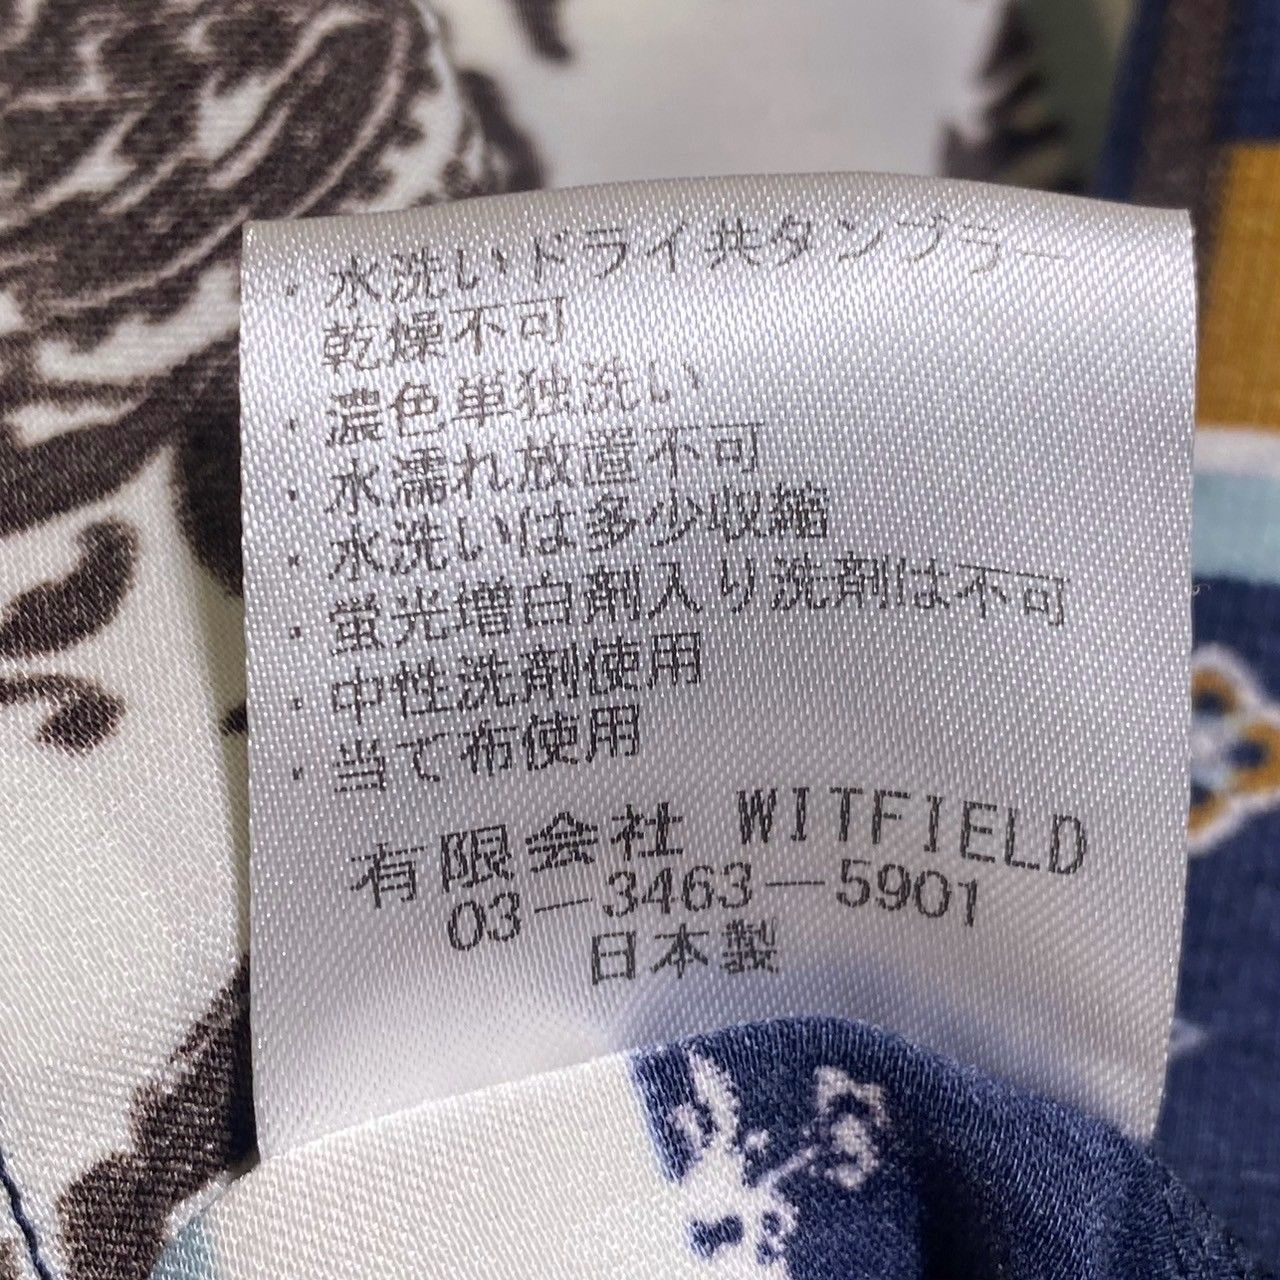 ・水洗いドライ共タンブラー
乾燥不可
・濃色単独洗い
・水濡れ放置不可
・水洗いは多少収縮
・蛍光増白剤入り洗剤は不可
・中性洗剤使用
・当て布使用
有限会社 WITFIELD
03―3463―5901
日本製